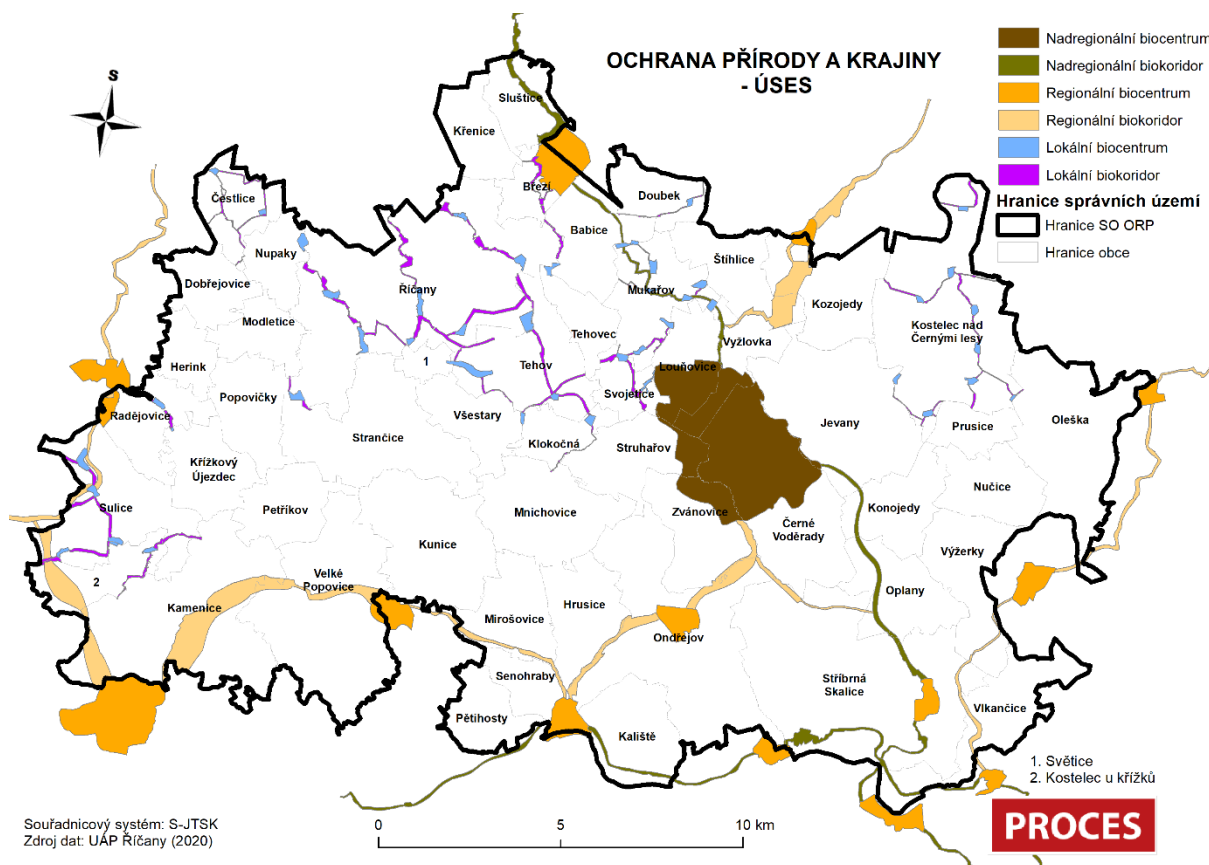 OCHRANA PŘÍRODY A KRAJINY
- ÚSES
Nadregionální biocentrum
Nadregionální biokoridor
Regionální biocentrum
Regionální biokoridor
Lokální biocentrum
Lokální biokoridor
Hranice správních území
Hranice SO ORP
Hranice obce
S
Sluštice
Křenice
Březí
Doubek
Čestlice
Babice
Nupaky
Štíhlice
Dobřejovice
Říčany
Mukařov
Kozojedy
Modletice
Tehovec
Kostelec nad
Černými lesy
Vyžlovka
1
Herink
Tehov
Louňovice
Popovičky
Svojetice
Radějovice
Všestary
Jevany
Oleška
Strančice
Prusice
Klokočná
Struhařov
Křížkový
Újezdec
Nučice
Sulice
Petříkov
Mnichovice
Zvánovice
Konojedy
Černé
Voděrady
Kunice
Výžerky
2
Velké
Popovice
Kamenice
Oplany
Hrusice
Mirošovice
Ondřejov
Senohraby
Stříbrná
Skalice
Vlkančice
Pětihosty
Kaliště
1. Světice
2. Kostelec u křížků
Souřadnicový systém: S-JTSK
Zdroj dat: ÚAP Říčany (2020)
0 5 10 km
PROCES